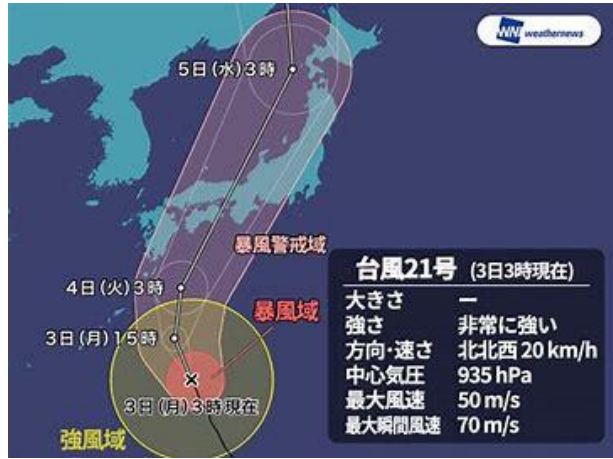 WNI weathernews
5日(水)3時
暴風警戒域
4日(火)3時
暴風域
3日(月)15時
3日(月)3時現在
強風域
台風21号 (3日3時現在)
大きさ ー
強さ 非常に強い
方向・速さ 北北西 20 km/h
中心気圧 935 hPa
最大風速 50 m/s
最大瞬間風速 70 m/s